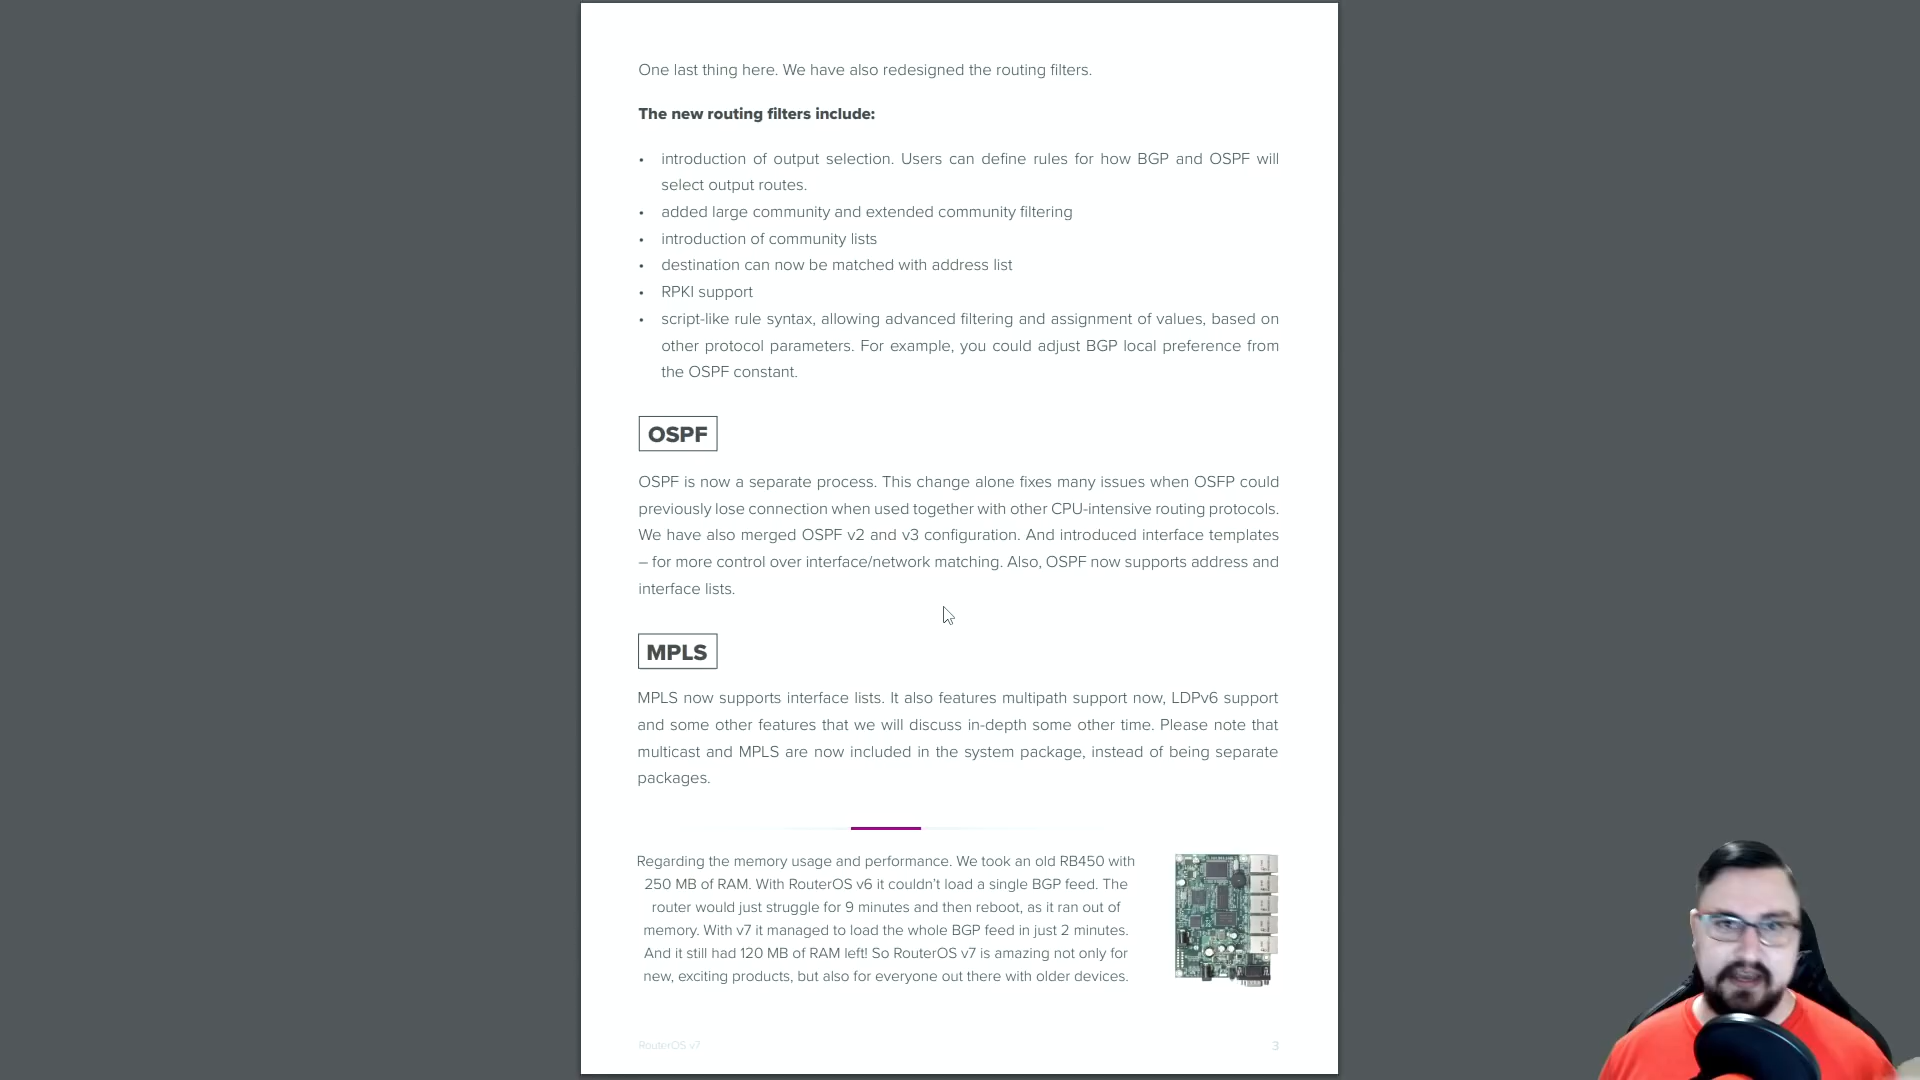 One last thing here. We have also redesigned the routing filters.
The new routing filters include:
• introduction of output selection. Users can define rules for how BGP and OSPF will
select output routes.
• added large community and extended community filtering
• introduction of community lists
• destination can now be matched with address list
• RPKI support
• script-like rule syntax, allowing advanced filtering and assignment of values, based on
other protocol parameters. For example, you could adjust BGP local preference from
the OSPF constant.
OSPF
OSPF is now a separate process. This change alone fixes many issues when OSFP could
previously lose connection when used together with other CPU-intensive routing protocols.
We have also merged OSPF v2 and v3 configuration. And introduced interface templates
– for more control over interface/network matching. Also, OSPF now supports address and
interface lists.
MPLS
MPLS now supports interface lists. It also features multipath support now, LDPv6 support
and some other features that we will discuss in-depth some other time. Please note that
multicast and MPLS are now included in the system package, instead of being separate
packages.
Regarding the memory usage and performance. We took an old RB450 with
250 MB of RAM. With RouterOS v6 it couldn't load a single BGP feed. The
router would just struggle for 9 minutes and then reboot, as it ran out of
memory. With v7 it managed to load the whole BGP feed in just 2 minutes.
And it still had 120 MB of RAM left! So RouterOS v7 is amazing not only for
new, exciting products, but also for everyone out there with older devices.
RouterOS v7
3